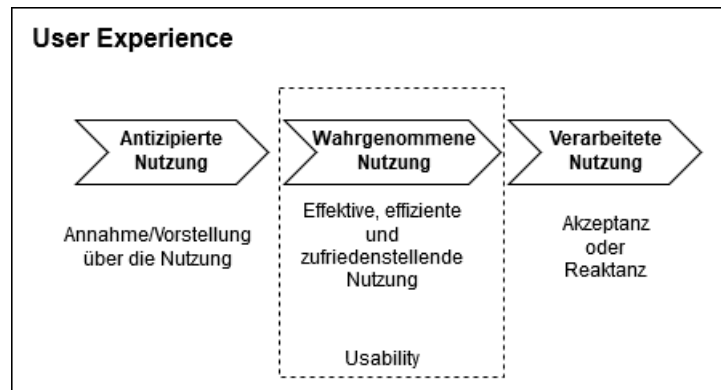 User Experience
Antizipierte
Nutzung
Wahrgenommene
Nutzung
Verarbeitete
Nutzung
Annahme/Vorstellung
über die Nutzung
Effektive, effiziente
und
zufriedenstellende
Nutzung
Akzeptanz
oder
Reaktanz
Usability